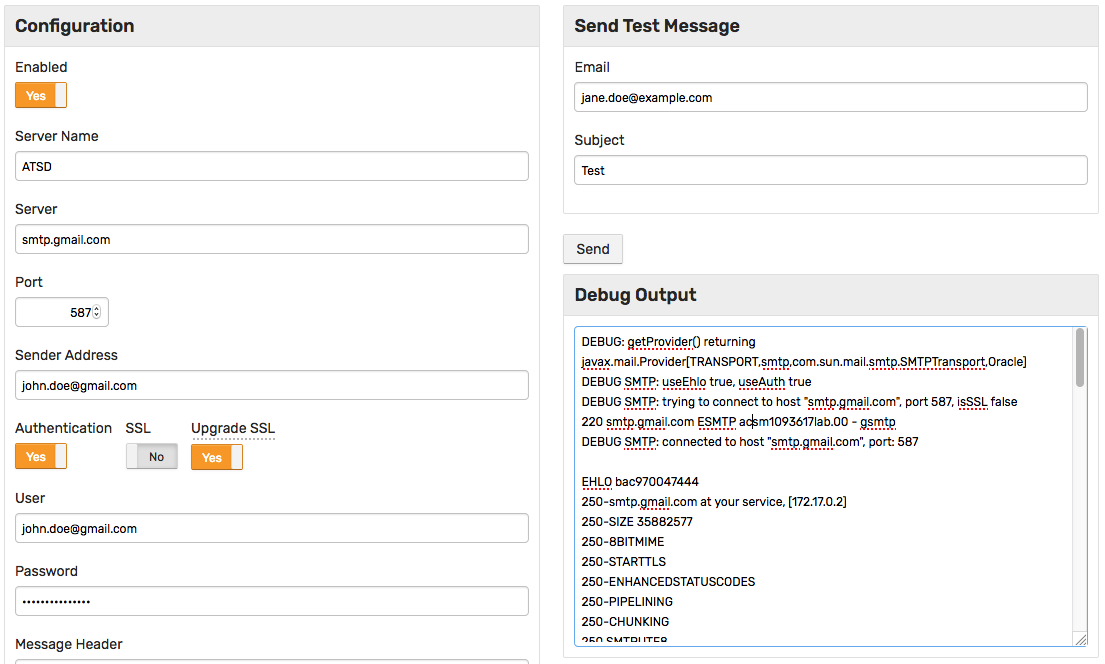 Configuration
Enabled
Yes
Server Name
ATSD
Server
smtp.gmail.com
Port
587
Sender Address
john.doe@gmail.com
Authentication SSL Upgrade SSL
Yes No Yes
User
john.doe@gmail.com
Password
•••••••••••••••
Message Header
Send Test Message
Email
jane.doe@example.com
Subject
Test
Send
Debug Output
DEBUG: getProvider() returning
javax.mail.Provider[TRANSPORT,smtp,com.sun.mail.smtp.SMTPTransport,Oracle]
DEBUG SMTP: useEhlo true, useAuth true
DEBUG SMTP: trying to connect to host "smtp.gmail.com", port 587, isSSL false
220 smtp.gmail.com ESMTP acsm1093617lab.00 - gsmtp
DEBUG SMTP: connected to host "smtp.gmail.com", port: 587
EHLO bac970047444
250-smtp.gmail.com at your service, [172.17.0.2]
250-SIZE 35882577
250-8BITMIME
250-STARTTLS
250-ENHANCEDSTATUSCODES
250-PIPELINING
250-CHUNKING
250 SMTPUTF8